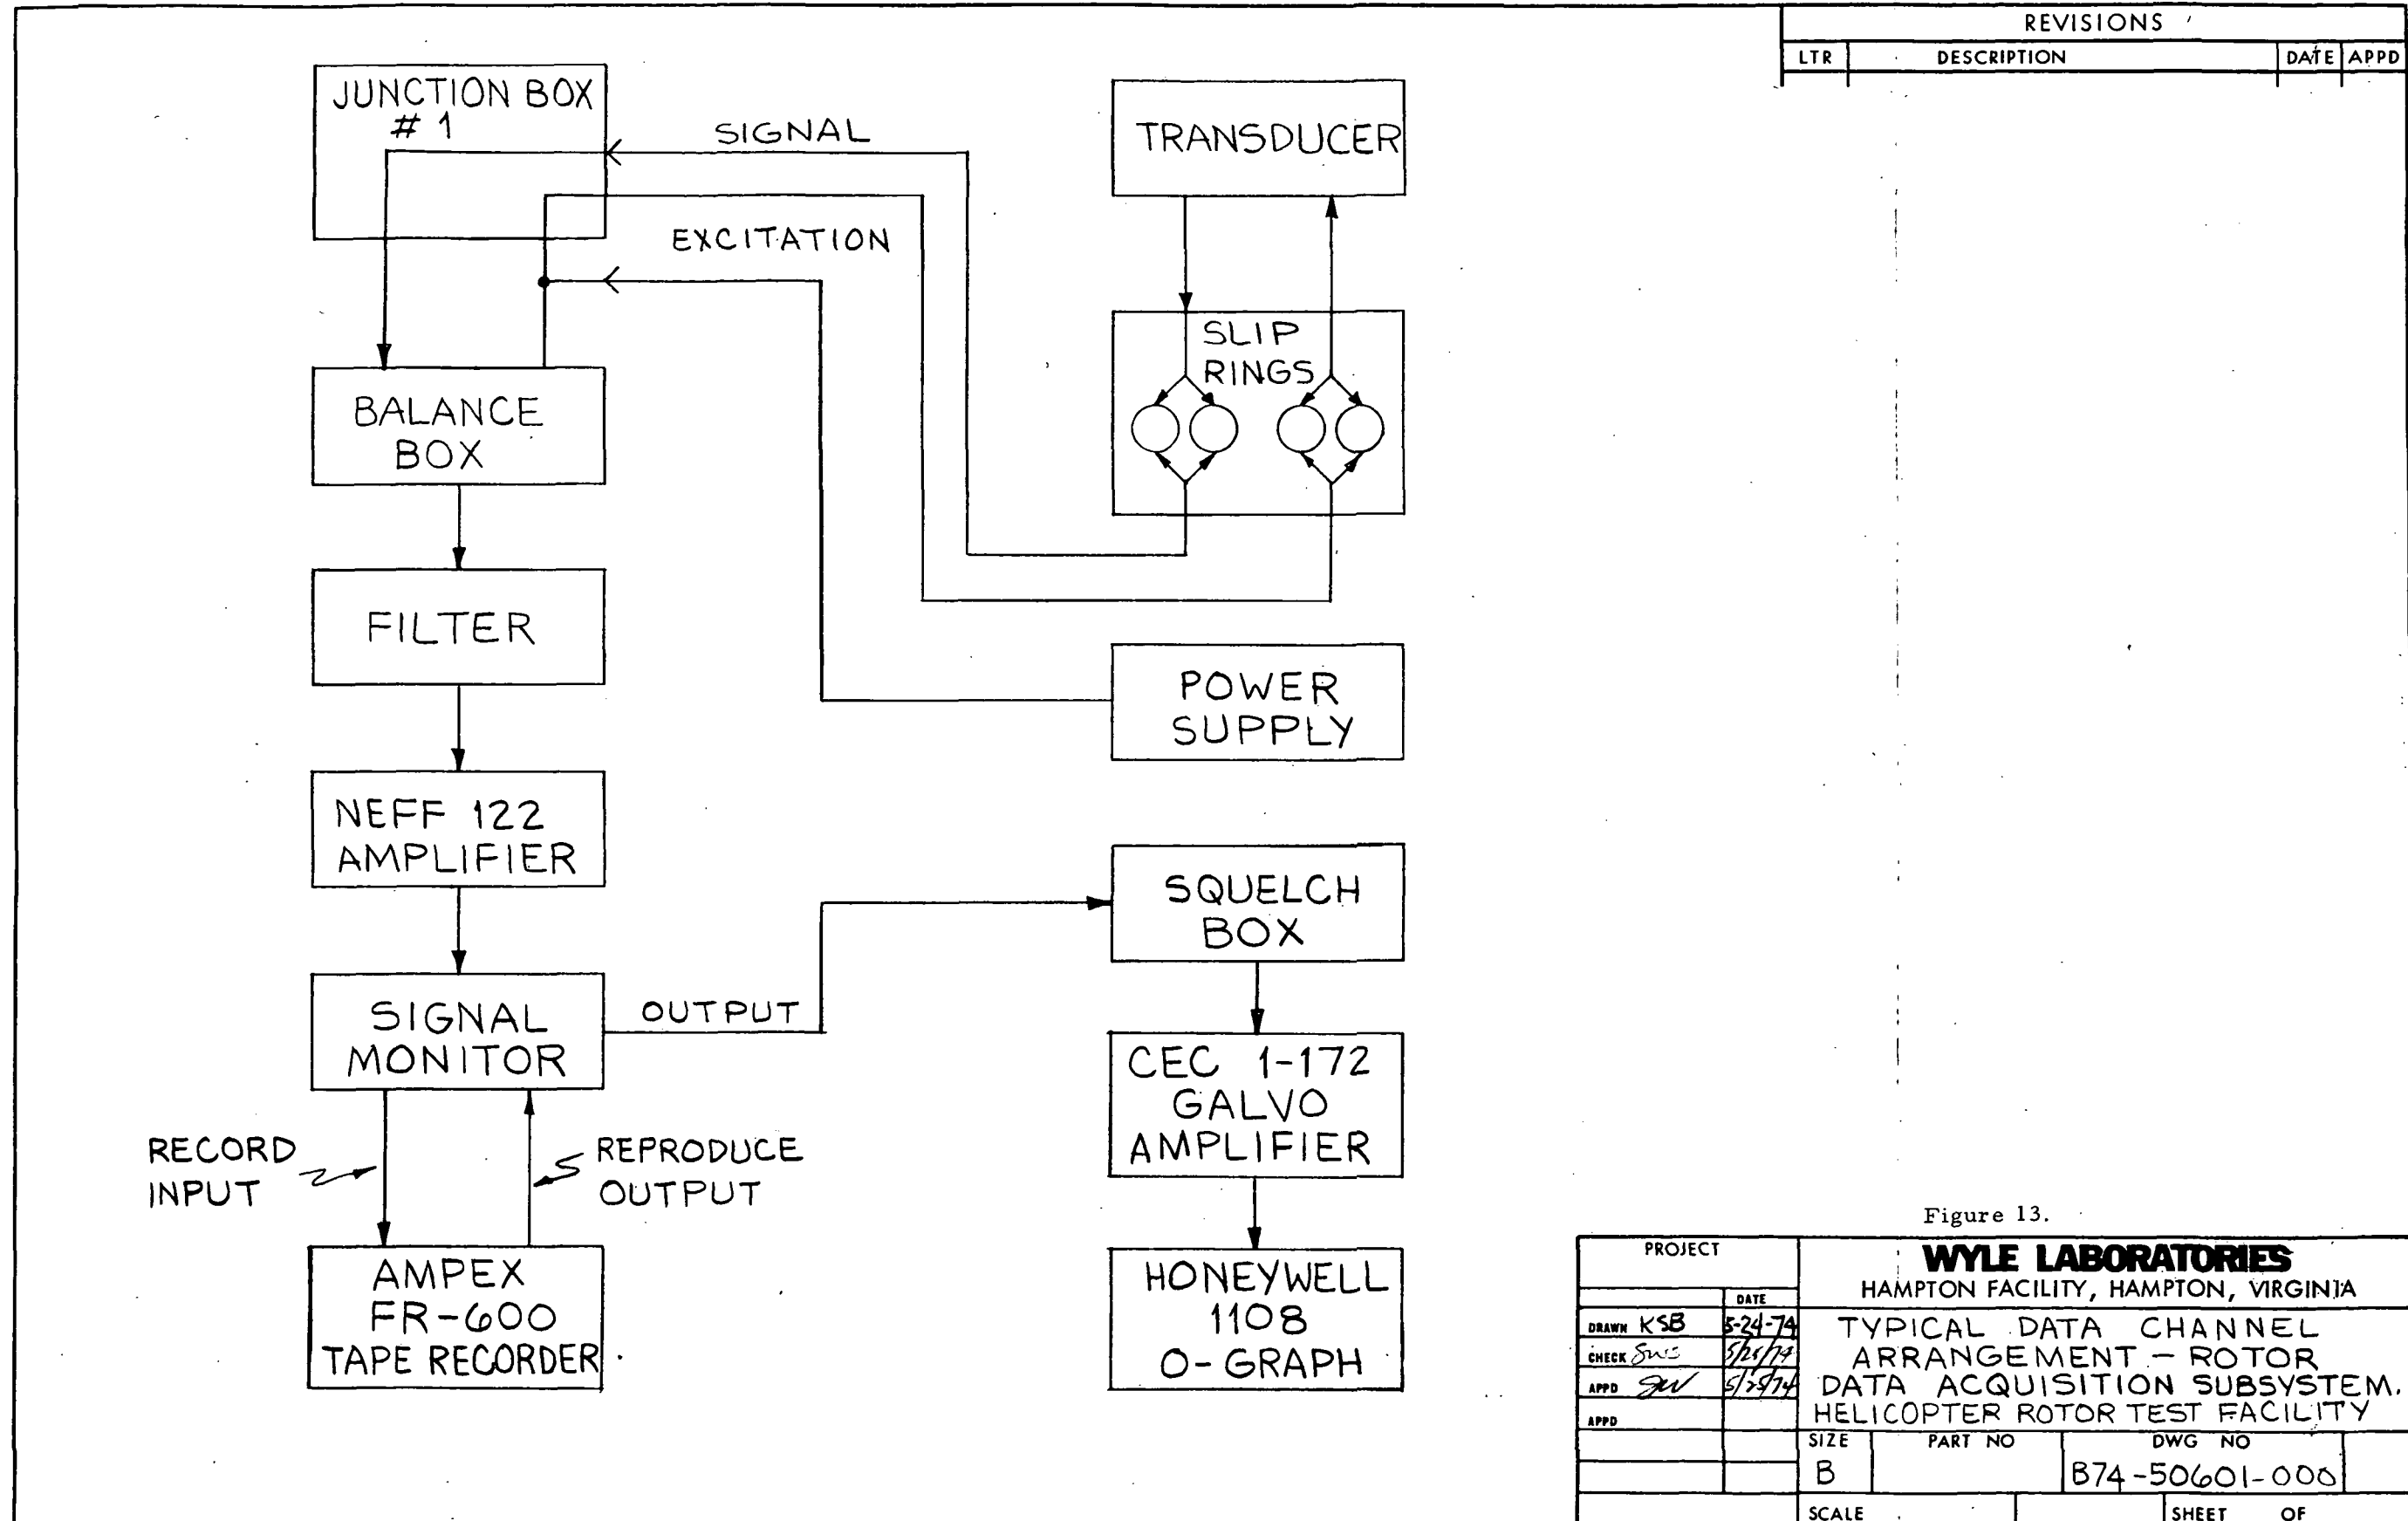 REVISIONS
LTR DESCRIPTION DATE APPD
JUNCTION BOX
# 1
SIGNAL
TRANSDUCER
EXCITATION
SLIP
RINGS
BALANCE
BOX
FILTER
POWER
SUPPLY
NEFF 122
AMPLIFIER
SQUELCH
BOX
SIGNAL
MONITOR
OUTPUT
CEC 1-172
GALVO
AMPLIFIER
RECORD
INPUT
REPRODUCE
OUTPUT
AMPEX
FR-600
TAPE RECORDER
HONEYWELL
1108
O-GRAPH
Figure 13.
PROJECT
WYLE LABORATORIES
HAMPTON FACILITY, HAMPTON, VIRGINIA
DATE
DRAWN KSB 5-24-74
CHECK
APPD 5/25/74
APPD
TYPICAL DATA CHANNEL
ARRANGEMENT - ROTOR
DATA ACQUISITION SUBSYSTEM.
HELICOPTER ROTOR TEST FACILITY
SIZE PART NO DWG NO
B B74-50601-000
SCALE SHEET OF